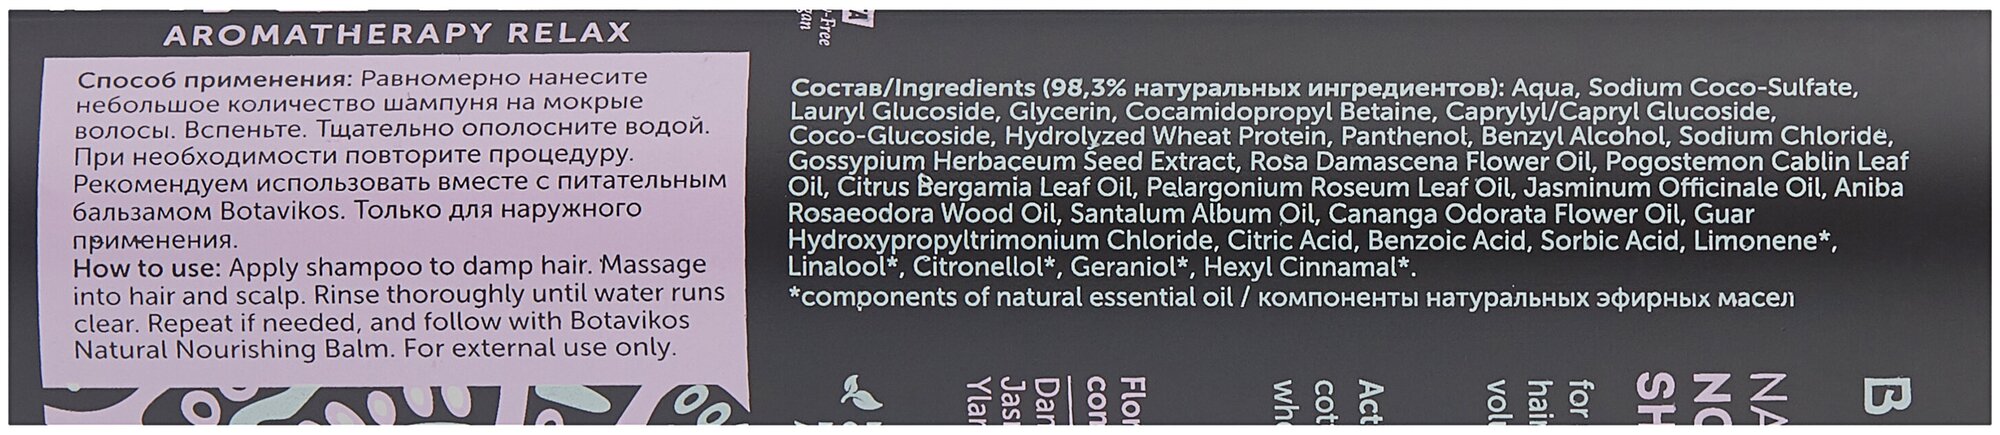 AROMATHERAPY RELAX
Способ применения: Равномерно нанесите
небольшое количество шампуня на мокрые
волосы. Вспеньте. Тщательно ополосните водой.
При необходимости повторите процедуру.
Рекомендуем использовать вместе с питательным
бальзамом Botavikos. Только для наружного
применения.
How to use: Apply shampoo to damp hair. Massage
into hair and scalp. Rinse thoroughly until water runs
clear. Repeat if needed, and follow with Botavikos
Natural Nourishing Balm. For external use only.
Состав/Ingredients (98,3% натуральных ингредиентов): Aqua, Sodium Coco-Sulfate,
Lauryl Glucoside, Glycerin, Cocamidopropyl Betaine, Caprylyl/Capryl Glucoside,
Coco-Glucoside, Hydrolyzed Wheat Protein, Panthenol, Benzyl Alcohol, Sodium Chloride,
Gossypium Herbaceum Seed Extract, Rosa Damascena Flower Oil, Pogostemon Cablin Leaf
Oil, Citrus Bergamia Leaf Oil, Pelargonium Roseum Leaf Oil, Jasminum Officinale Oil, Aniba
Rosaeodora Wood Oil, Santalum Album Oil, Cananga Odorata Flower Oil, Guar
Hydroxypropyltrimonium Chloride, Citric Acid, Benzoic Acid, Sorbic Acid, Limonene*,
Linalool*, Citronellol*, Geraniol*, Hexyl Cinnamal*.
*components of natural essential oil / компоненты натуральных эфирных масел
B
for